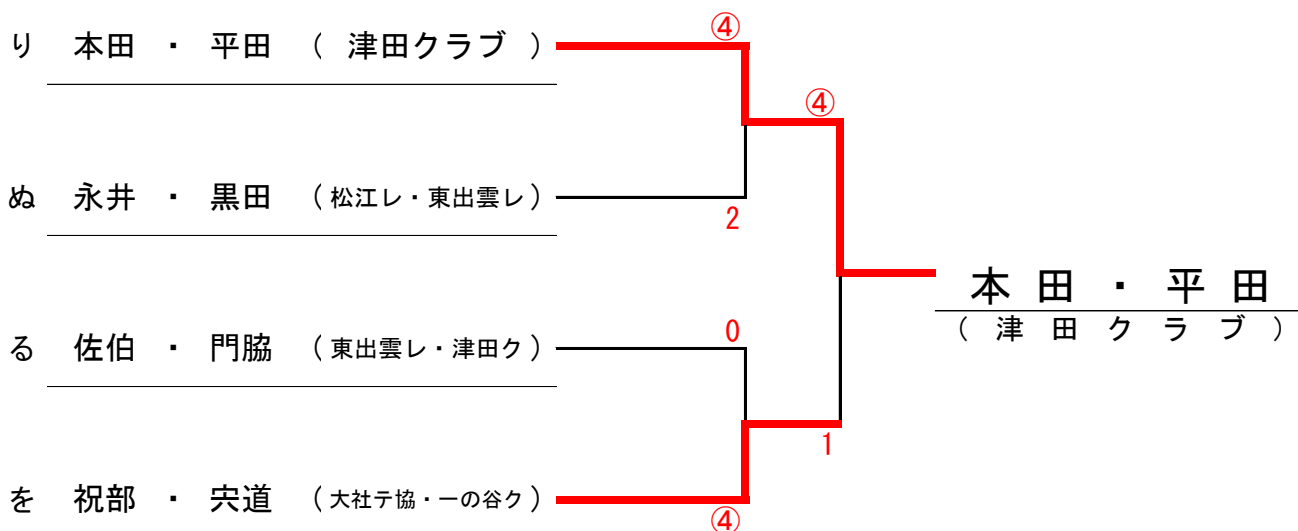 ④
り 本田 ・ 平田 ( 津田クラブ )
④
ぬ 永井 ・ 黒田 (松江レ・東出雲レ)
2
本田・平田
(津田クラブ)
0
る 佐伯 ・ 門脇 (東出雲レ・津田ク)
1
を 祝部 ・ 宍道 (大社テ協・一の谷ク)
④